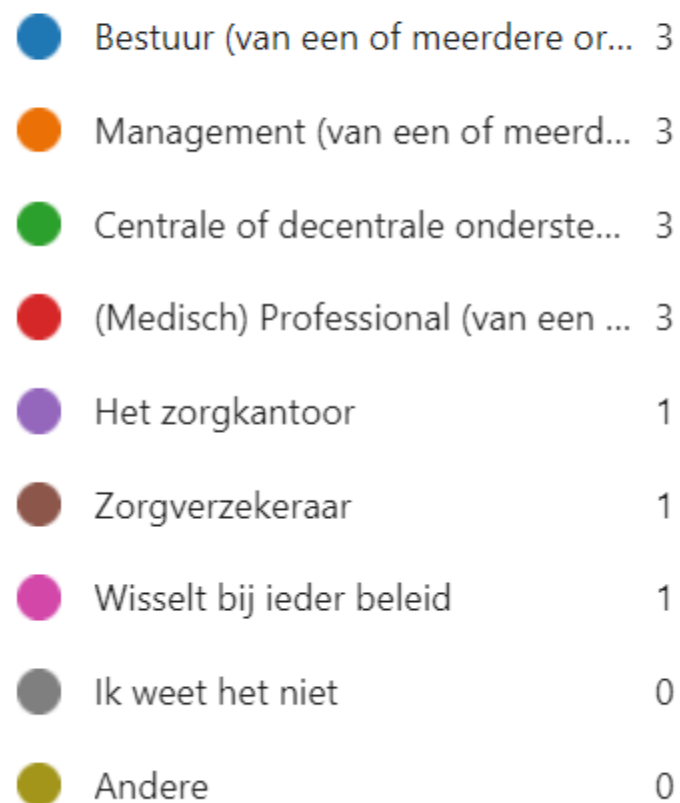 Bestuur (van een of meerdere or... 3
Management (van een of meerd... 3
Centrale of decentrale onderste... 3
(Medisch) Professional (van een ... 3
Het zorgkantoor 1
Zorgverzekeraar 1
Wisselt bij ieder beleid 1
Ik weet het niet 0
Andere 0